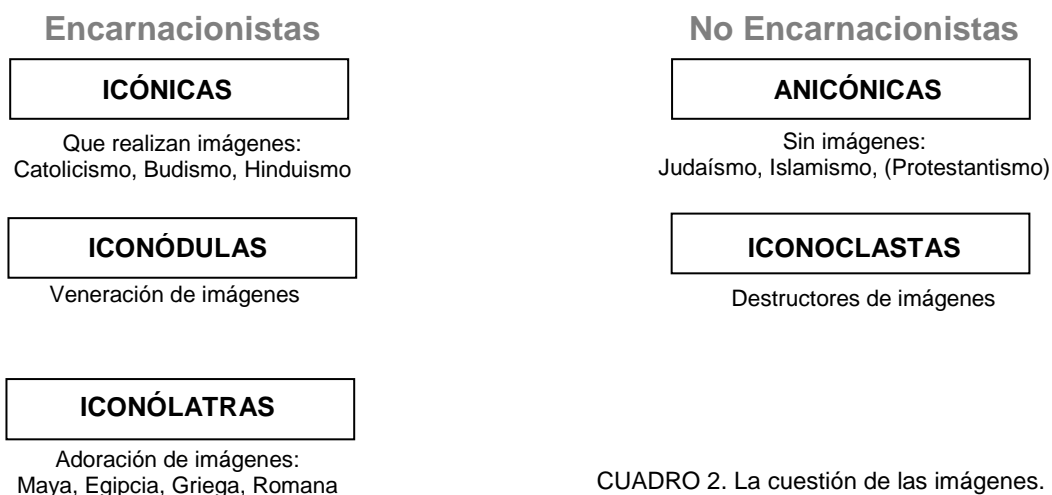 Encarnacionistas
ICÓNICAS
Que realizan imágenes:
Catolicismo, Budismo, Hinduismo
ICONÓDULAS
Veneración de imágenes
ICONÓLATRAS
Adoración de imágenes:
Maya, Egipcia, Griega, Romana
No Encarnacionistas
ANICÓNICAS
Sin imágenes:
Judaísmo, Islamismo, (Protestantismo)
ICONOCLASTAS
Destructores de imágenes
CUADRO 2. La cuestión de las imágenes.